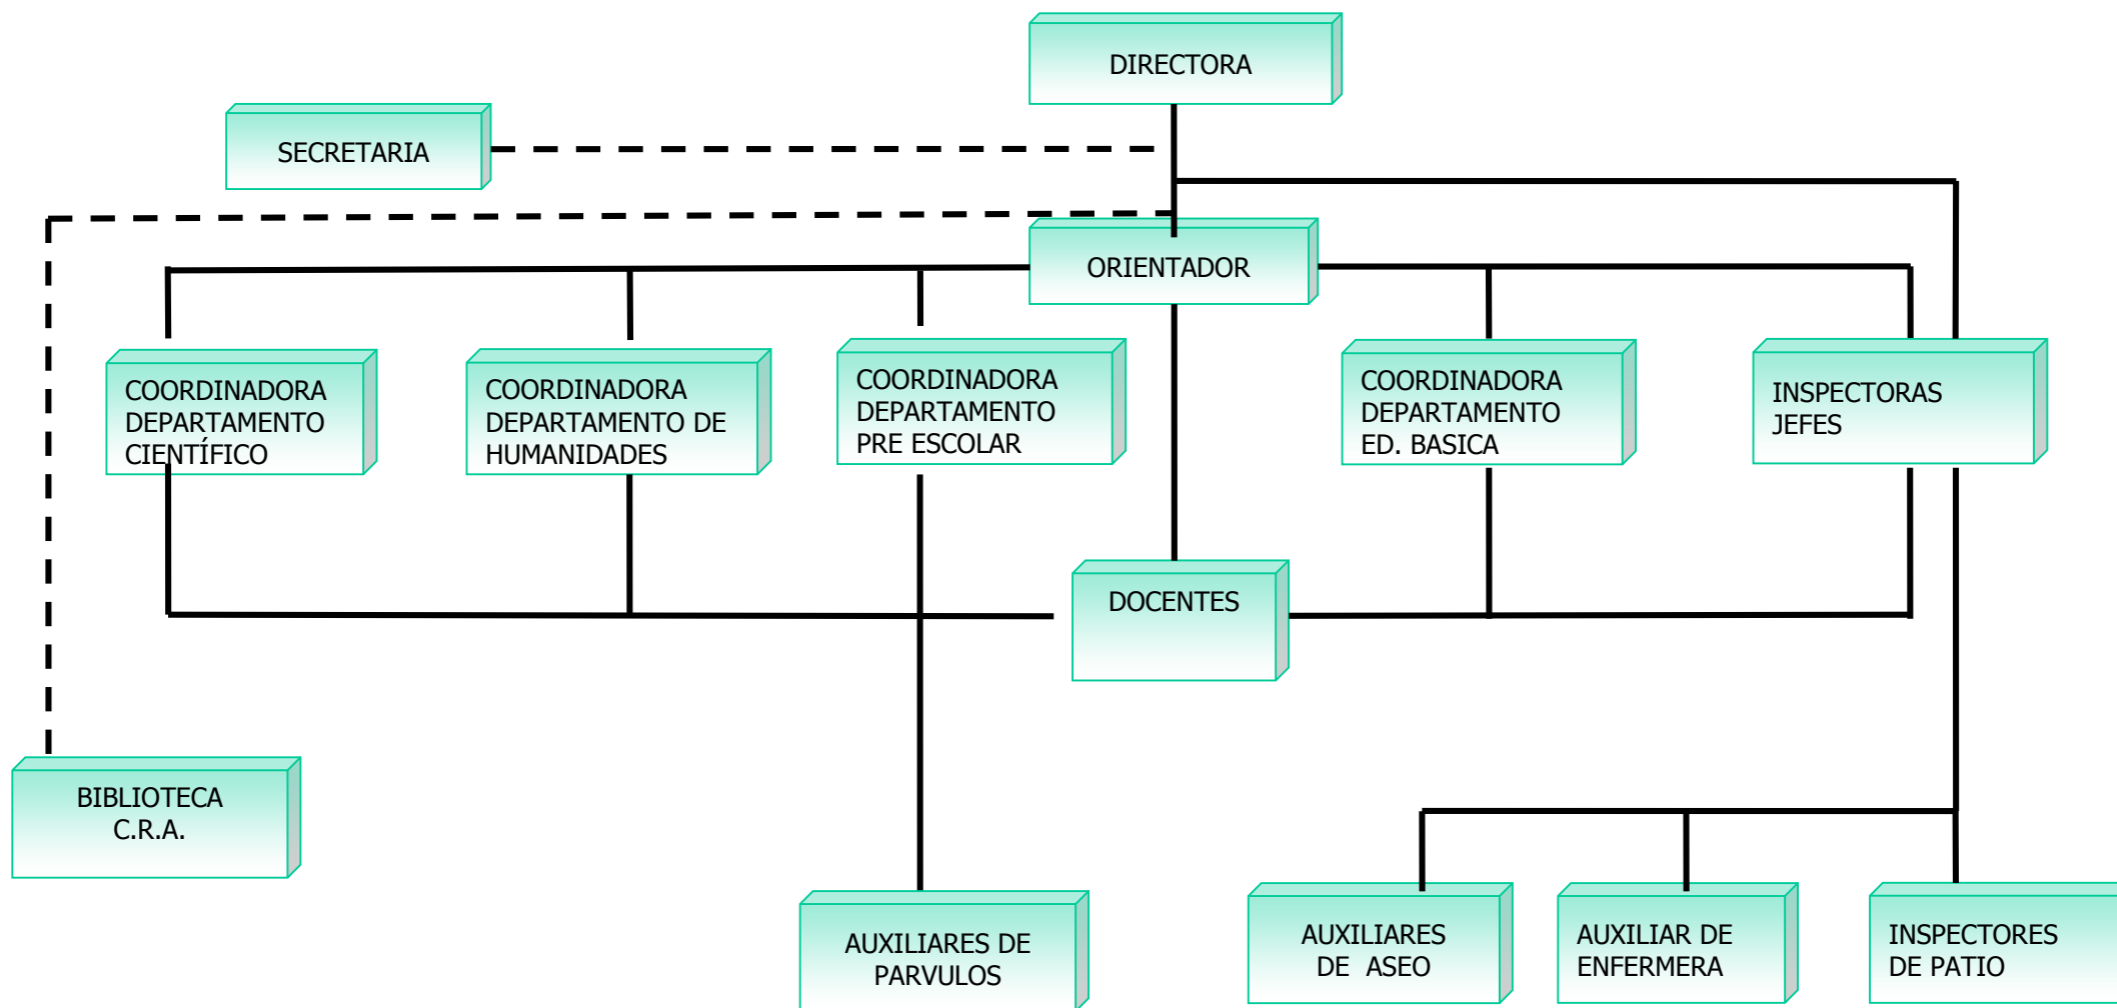 DIRECTORA
SECRETARIA
ORIENTADOR
COORDINADORA
DEPARTAMENTO
CIENTÍFICO
COORDINADORA
DEPARTAMENTO DE
HUMANIDADES
COORDINADORA
DEPARTAMENTO
PRE ESCOLAR
COORDINADORA
DEPARTAMENTO
ED. BASICA
INSPECTORAS
JEFES
DOCENTES
BIBLIOTECA
C.R.A.
AUXILIARES DE
PARVULOS
AUXILIARES
DE ASEO
AUXILIAR DE
ENFERMERA
INSPECTORES
DE PATIO